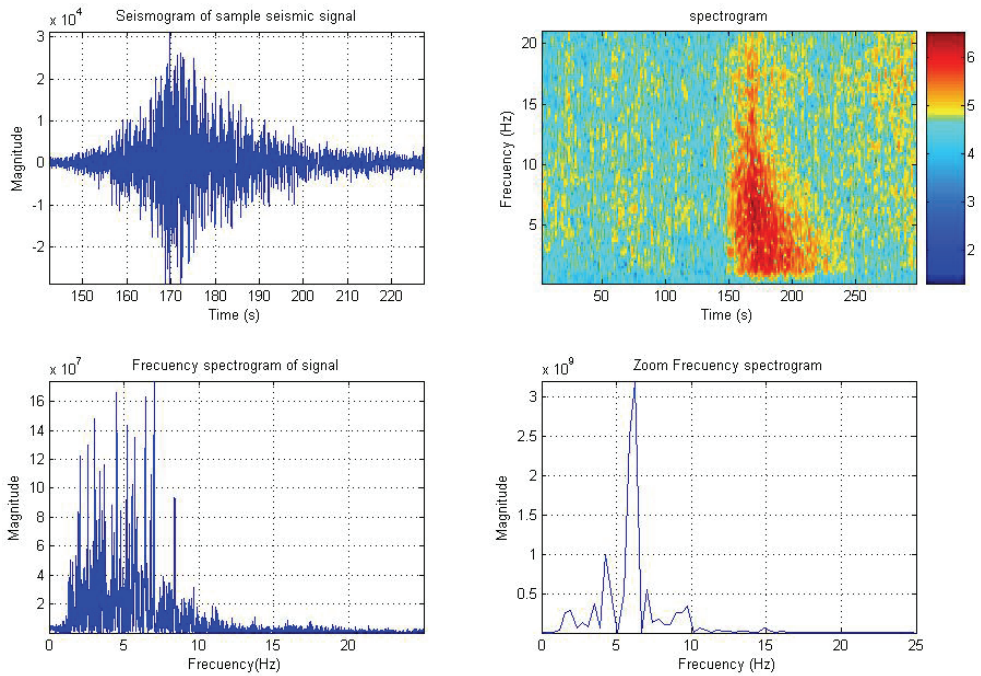 Seismogram of sample seismic signal
x 10^4
3
2
1
0
-1
-2
Magnitude
150 160 170 180 190 200 210 220
Time (s)
spectrogram
20
15
10
5
Frecuency (Hz)
50 100 150 200 250
Time (s)
6
5
4
3
2
Frecuency spectrogram of signal
x 10^7
16
14
12
10
8
6
4
2
Magnitude
0 5 10 15 20
Frecuency(Hz)
Zoom Frecuency spectrogram
x 10^9
3
2.5
2
1.5
1
0.5
Magnitude
0 5 10 15 20 25
Frecuency (Hz)